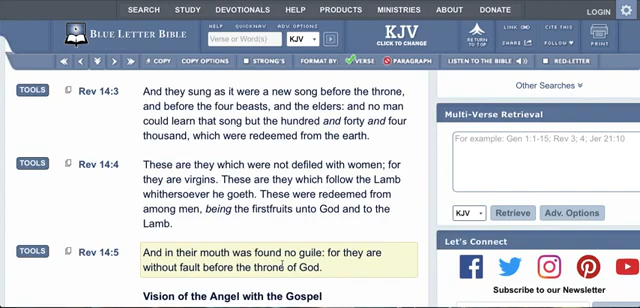 SEARCH STUDY DEVOTIONALS HELP PRODUCTS MINISTRIES ABOUT DONATE LOGIN
BLUE LETTER BIBLE
HELP QUICKNAV ADV. OPTIONS
Verse or Word(s) KJV
KJV
CLICK TO CHANGE
RETURN TO TOP
LINK
SHARE
CITE THIS
FOLLOW
PRINT
COPY COPY OPTIONS STRONG'S FORMAT BY: VERSE PARAGRAPH LISTEN TO THE BIBLE RED-LETTER
TOOLS Rev 14:3 And they sung as it were a new song before the throne,
and before the four beasts, and the elders: and no man
could learn that song but the hundred and forty and four
thousand, which were redeemed from the earth.
TOOLS Rev 14:4 These are they which were not defiled with women; for
they are virgins. These are they which follow the Lamb
whithersoever he goeth. These were redeemed from
among men, being the firstfruits unto God and to the
Lamb.
TOOLS Rev 14:5 And in their mouth was found no guile: for they are
without fault before the throne of God.
Vision of the Angel with the Gospel
Other Searches
Multi-Verse Retrieval
For example: Gen 1:1-15; Rev 3; 4; Jer 21:10
KJV Retrieve Adv. Options
Let's Connect
Subscribe to our Newsletter